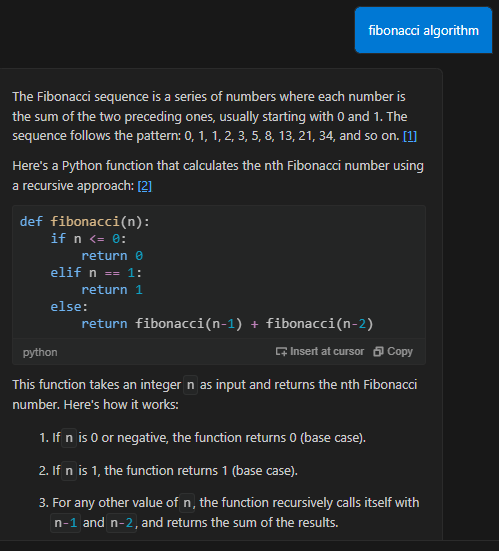 fibonacci algorithm
The Fibonacci sequence is a series of numbers where each number is
the sum of the two preceding ones, usually starting with 0 and 1. The
sequence follows the pattern: 0, 1, 1, 2, 3, 5, 8, 13, 21, 34, and so on. [1]
Here's a Python function that calculates the nth Fibonacci number using
a recursive approach: [2]
def fibonacci(n):
    if n <= 0:
        return 0
    elif n == 1:
        return 1
    else:
        return fibonacci(n-1) + fibonacci(n-2)
python Insert at cursor Copy
This function takes an integer n as input and returns the nth Fibonacci
number. Here's how it works:
1. If n is 0 or negative, the function returns 0 (base case).
2. If n is 1, the function returns 1 (base case).
3. For any other value of n, the function recursively calls itself with
n-1 and n-2, and returns the sum of the results.